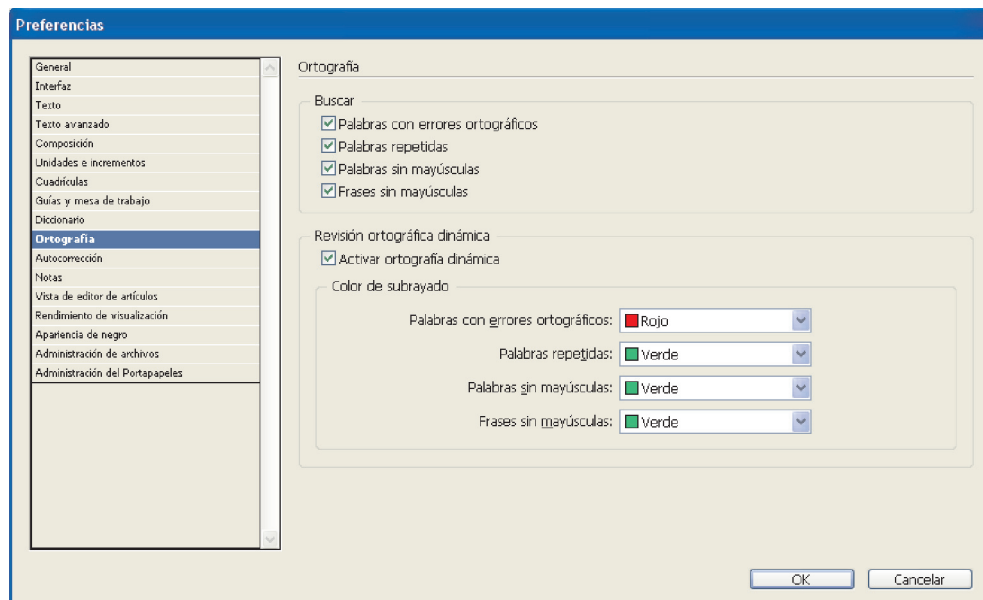 Preferencias
General
Interfaz
Texto
Texto avanzado
Composición
Unidades e incrementos
Cuadrículas
Guías y mesa de trabajo
Diccionario
Ortografía
Autocorrección
Notas
Vista de editor de artículos
Rendimiento de visualización
Apariencia de negro
Administración de archivos
Administración del Portapapeles
Ortografía
Buscar
Palabras con errores ortográficos
Palabras repetidas
Palabras sin mayúsculas
Frases sin mayúsculas
Revisión ortográfica dinámica
Activar ortografía dinámica
Color de subrayado
Palabras con errores ortográficos: Rojo
Palabras repetidas: Verde
Palabras sin mayúsculas: Verde
Frases sin mayúsculas: Verde
OK Cancelar